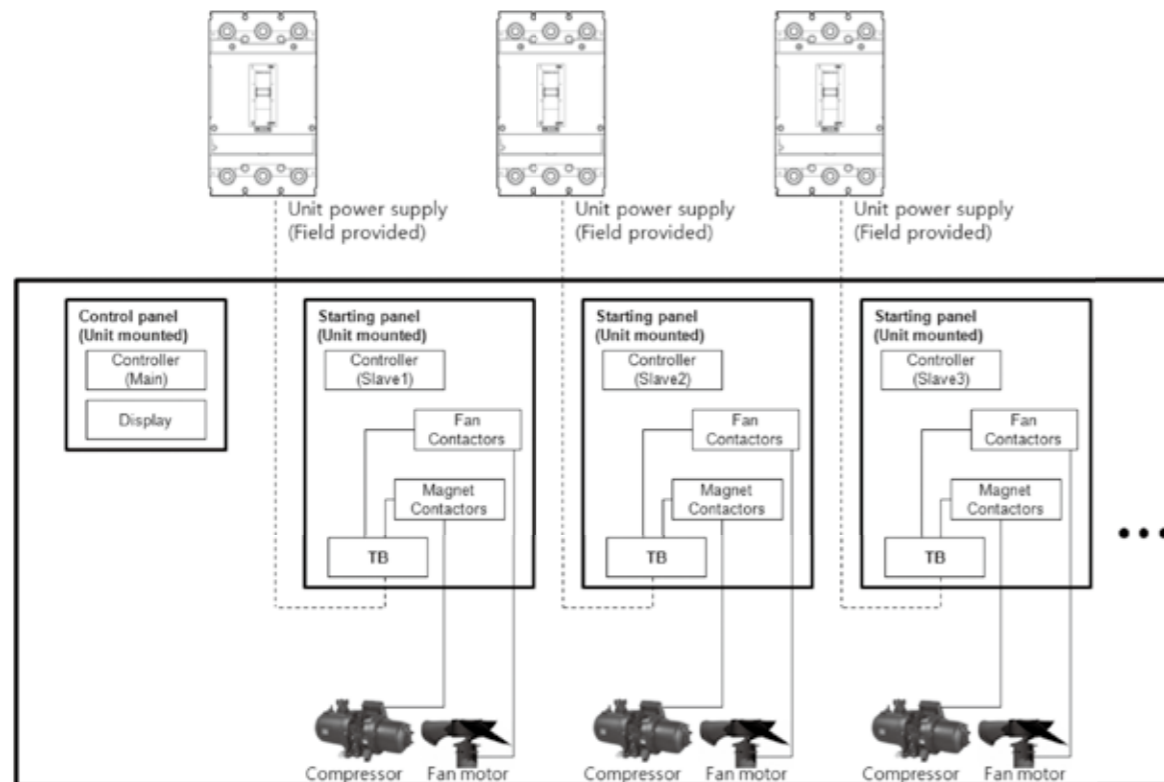 Unit power supply
(Field provided)
Unit power supply
(Field provided)
Unit power supply
(Field provided)
Control panel
(Unit mounted)
Controller
(Main)
Display
Starting panel
(Unit mounted)
Controller
(Slave1)
Fan
Contactors
Magnet
Contactors
TB
Starting panel
(Unit mounted)
Controller
(Slave2)
Fan
Contactors
Magnet
Contactors
TB
Starting panel
(Unit mounted)
Controller
(Slave3)
Fan
Contactors
Magnet
Contactors
TB
•••
Compressor
Fan motor
Compressor
Fan motor
Compressor
Fan motor